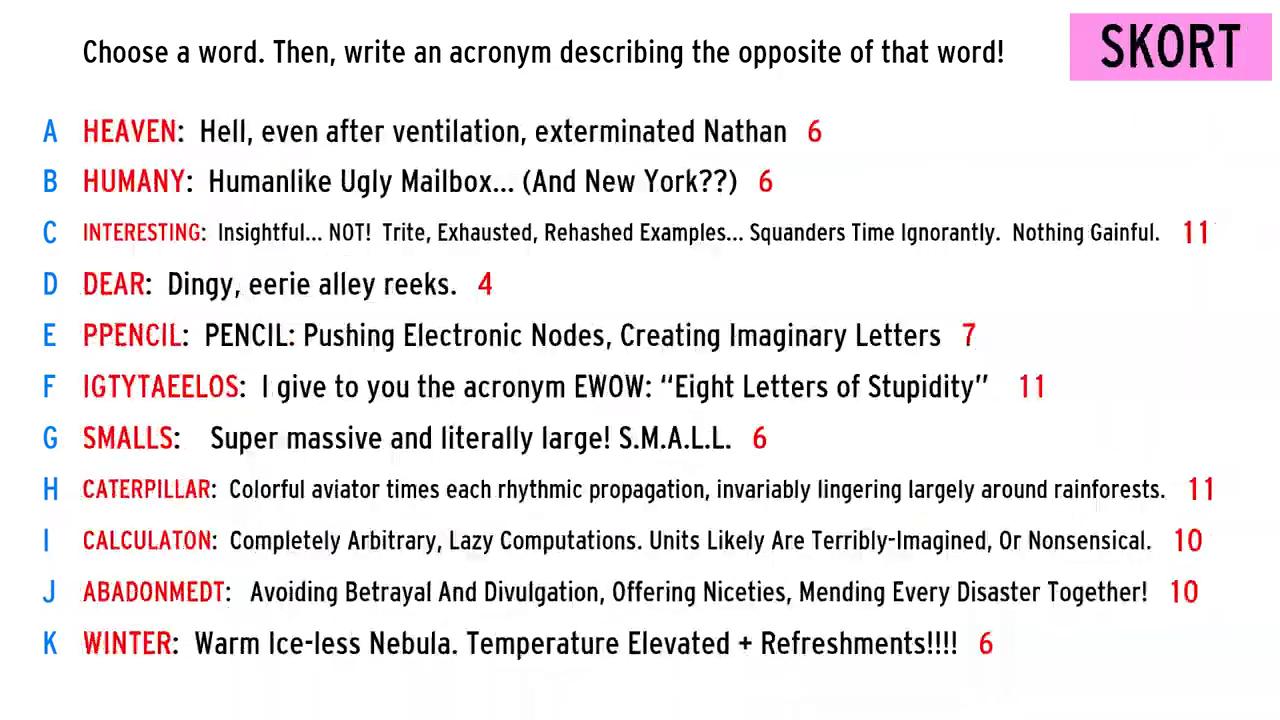 Choose a word. Then, write an acronym describing the opposite of that word!
SKORT
A HEAVEN: Hell, even after ventilation, exterminated Nathan 6
B HUMANY: Humanlike Ugly Mailbox... (And New York??) 6
C INTERESTING: Insightful... NOT! Trite, Exhausted, Rehashed Examples... Squanders Time Ignorantly. Nothing Gainful. 11
D DEAR: Dingy, eerie alley reeks. 4
E PPENCIL: PENCIL: Pushing Electronic Nodes, Creating Imaginary Letters 7
F IGTYTAEELOS: I give to you the acronym EWOW: “Eight Letters of Stupidity” 11
G SMALLS: Super massive and literally large! S.M.A.L.L. 6
H CATERPILLAR: Colorful aviator times each rhythmic propagation, invariably lingering largely around rainforests. 11
I CALCULATON: Completely Arbitrary, Lazy Computations. Units Likely Are Terribly-Imagined, Or Nonsensical. 10
J ABADONMEDT: Avoiding Betrayal And Divulgation, Offering Niceties, Mending Every Disaster Together! 10
K WINTER: Warm Ice-less Nebula. Temperature Elevated + Refreshments!!!! 6